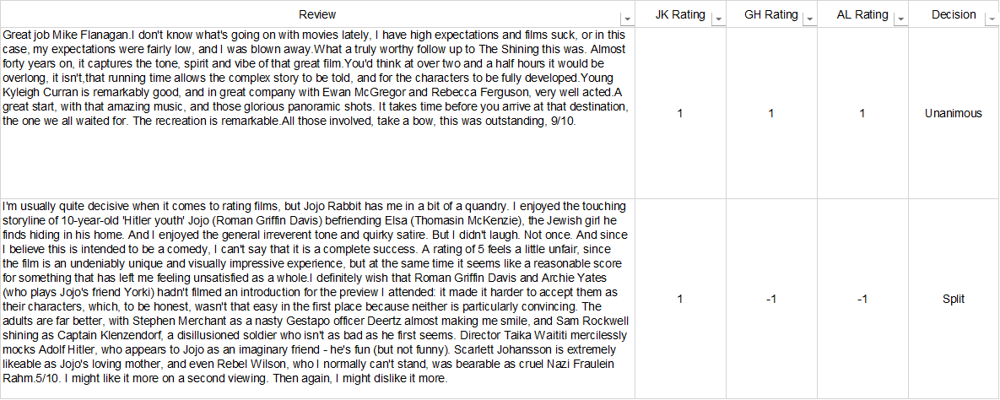 Review JK Rating GH Rating AL Rating Decision
Great job Mike Flanagan.I don't know what's going on with movies lately, I have high expectations and films suck, or in this
case, my expectations were fairly low, and I was blown away.What a truly worthy follow up to The Shining this was. Almost
forty years on, it captures the tone, spirit and vibe of that great film.You'd think at over two and a half hours it would be
overlong, it isn't,that running time allows the complex story to be told, and for the characters to be fully developed.Young
Kyleigh Curran is remarkably good, and in great company with Ewan McGregor and Rebecca Ferguson, very well acted.A
great start, with that amazing music, and those glorious panoramic shots. It takes time before you arrive at that destination,
the one we all waited for. The recreation is remarkable.All those involved, take a bow, this was outstanding, 9/10.
1 1 1 Unanimous
I'm usually quite decisive when it comes to rating films, but Jojo Rabbit has me in a bit of a quandry. I enjoyed the touching
storyline of 10-year-old 'Hitler youth' Jojo (Roman Griffin Davis) befriending Elsa (Thomasin McKenzie), the Jewish girl he
finds hiding in his home. And I enjoyed the general irreverent tone and quirky satire. But I didn't laugh. Not once. And since
I believe this is intended to be a comedy, I can't say that it is a complete success. A rating of 5 feels a little unfair, since
the film is an undeniably unique and visually impressive experience, but at the same time it seems like a reasonable score
for something that has left me feeling unsatisfied as a whole.I definitely wish that Roman Griffin Davis and Archie Yates
(who plays Jojo's friend Yorki) hadn't filmed an introduction for the preview I attended: it made it harder to accept them as
their characters, which, to be honest, wasn't that easy in the first place because neither is particularly convincing. The
adults are far better, with Stephen Merchant as a nasty Gestapo officer Deertz almost making me smile, and Sam Rockwell
shining as Captain Klenzendorf, a disillusioned soldier who isn't as bad as he first seems. Director Taika Waititi mercilessly
mocks Adolf Hitler, who appears to Jojo as an imaginary friend - he's fun (but not funny). Scarlett Johansson is extremely
likeable as Jojo's loving mother, and even Rebel Wilson, who I normally can't stand, was bearable as cruel Nazi Fraulein
Rahm.5/10. I might like it more on a second viewing. Then again, I might dislike it more.
1 -1 -1 Split